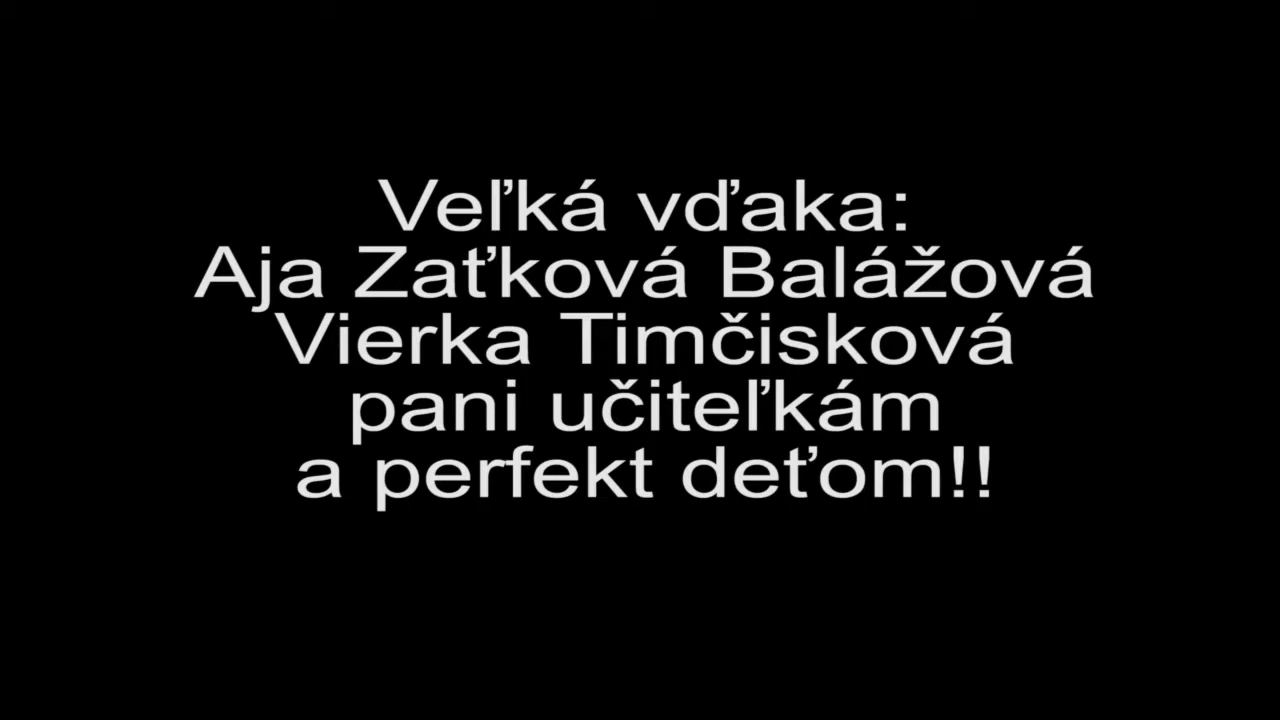 Veľká vďaka:
Aja Zaťková Balážová
Vierka Timčisková
pani učiteľkám
a perfekt deťom!!